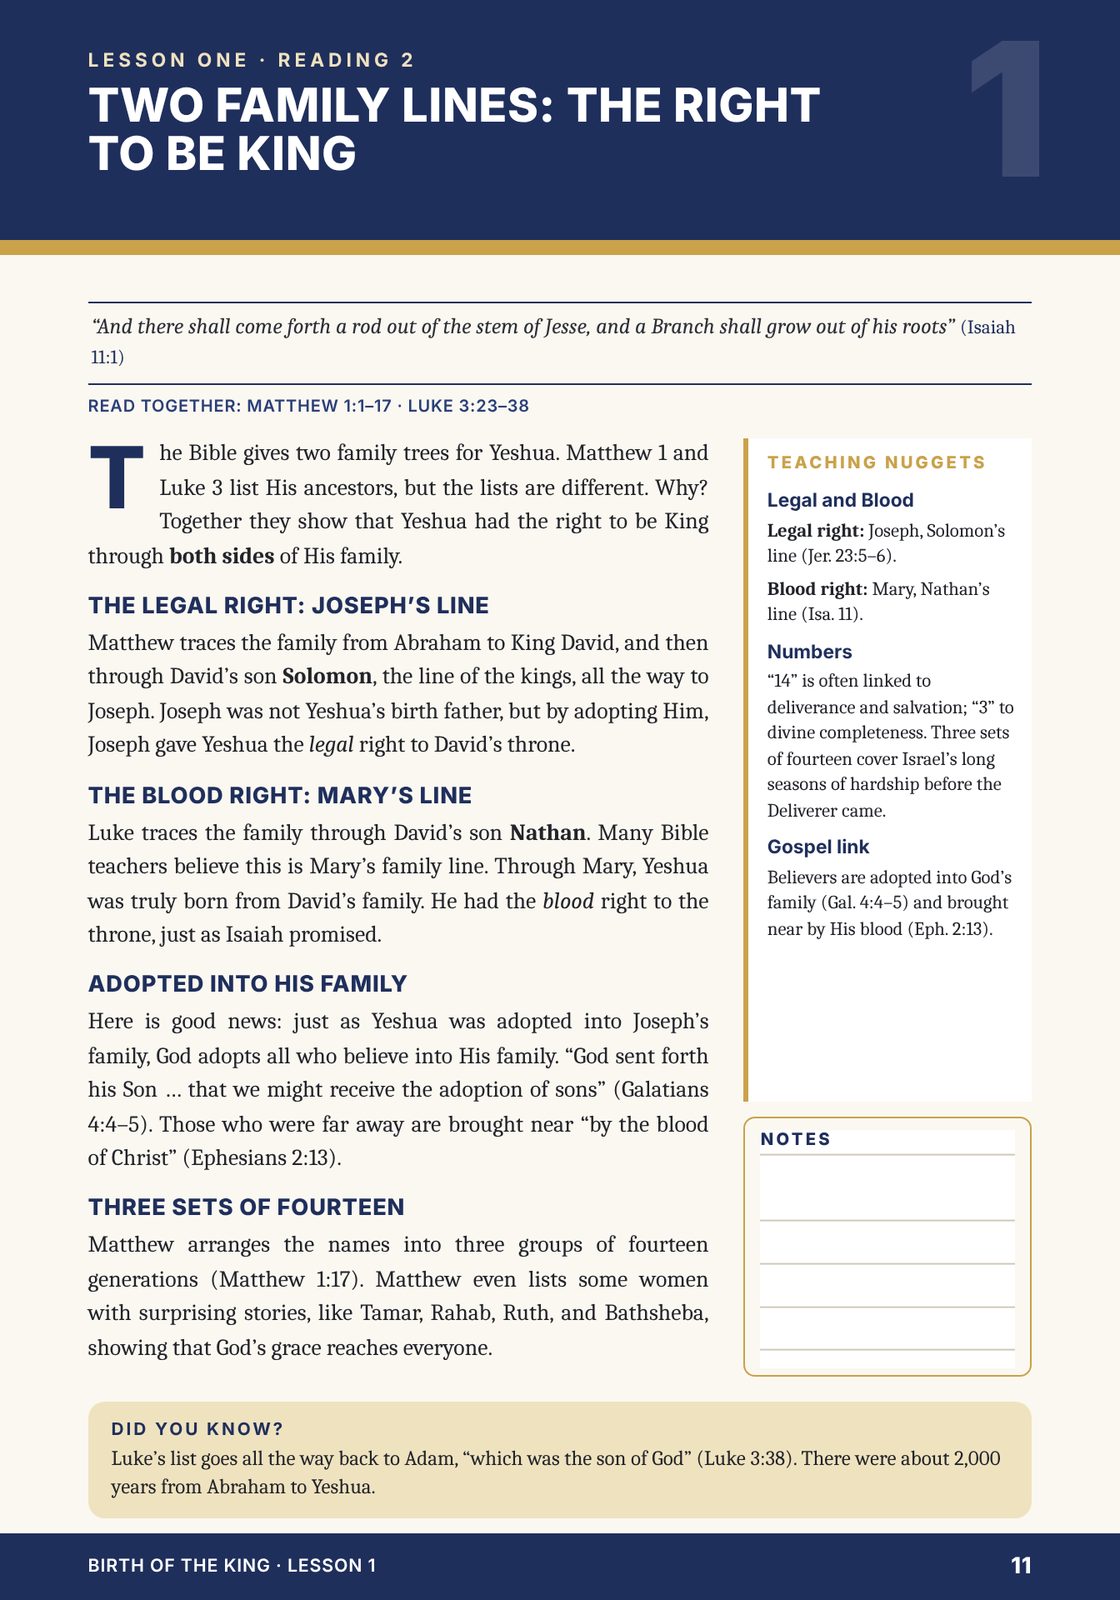 LESSON ONE · READING 2
1
TWO FAMILY LINES: THE RIGHT
TO BE KING
“And there shall come forth a rod out of the stem of Jesse, and a Branch shall grow out of his roots” (Isaiah
11:1)
READ TOGETHER: MATTHEW 1:1–17 · LUKE 3:23–38
The Bible gives two family trees for Yeshua. Matthew 1 and
Luke 3 list His ancestors, but the lists are different. Why?
Together they show that Yeshua had the right to be King
through both sides of His family.
THE LEGAL RIGHT: JOSEPH’S LINE
Matthew traces the family from Abraham to King David, and then
through David’s son Solomon, the line of the kings, all the way to
Joseph. Joseph was not Yeshua’s birth father, but by adopting Him,
Joseph gave Yeshua the legal right to David’s throne.
THE BLOOD RIGHT: MARY’S LINE
Luke traces the family through David’s son Nathan. Many Bible
teachers believe this is Mary’s family line. Through Mary, Yeshua
was truly born from David’s family. He had the blood right to the
throne, just as Isaiah promised.
ADOPTED INTO HIS FAMILY
Here is good news: just as Yeshua was adopted into Joseph’s
family, God adopts all who believe into His family. “God sent forth
his Son … that we might receive the adoption of sons” (Galatians
4:4–5). Those who were far away are brought near “by the blood
of Christ” (Ephesians 2:13).
THREE SETS OF FOURTEEN
Matthew arranges the names into three groups of fourteen
generations (Matthew 1:17). Matthew even lists some women
with surprising stories, like Tamar, Rahab, Ruth, and Bathsheba,
showing that God’s grace reaches everyone.
TEACHING NUGGETS
Legal and Blood
Legal right: Joseph, Solomon’s
line (Jer. 23:5–6).
Blood right: Mary, Nathan’s
line (Isa. 11).
Numbers
“14” is often linked to
deliverance and salvation; “3” to
divine completeness. Three sets
of fourteen cover Israel’s long
seasons of hardship before the
Deliverer came.
Gospel link
Believers are adopted into God’s
family (Gal. 4:4–5) and brought
near by His blood (Eph. 2:13).
NOTES
DID YOU KNOW?
Luke’s list goes all the way back to Adam, “which was the son of God” (Luke 3:38). There were about 2,000
years from Abraham to Yeshua.
BIRTH OF THE KING · LESSON 1
11